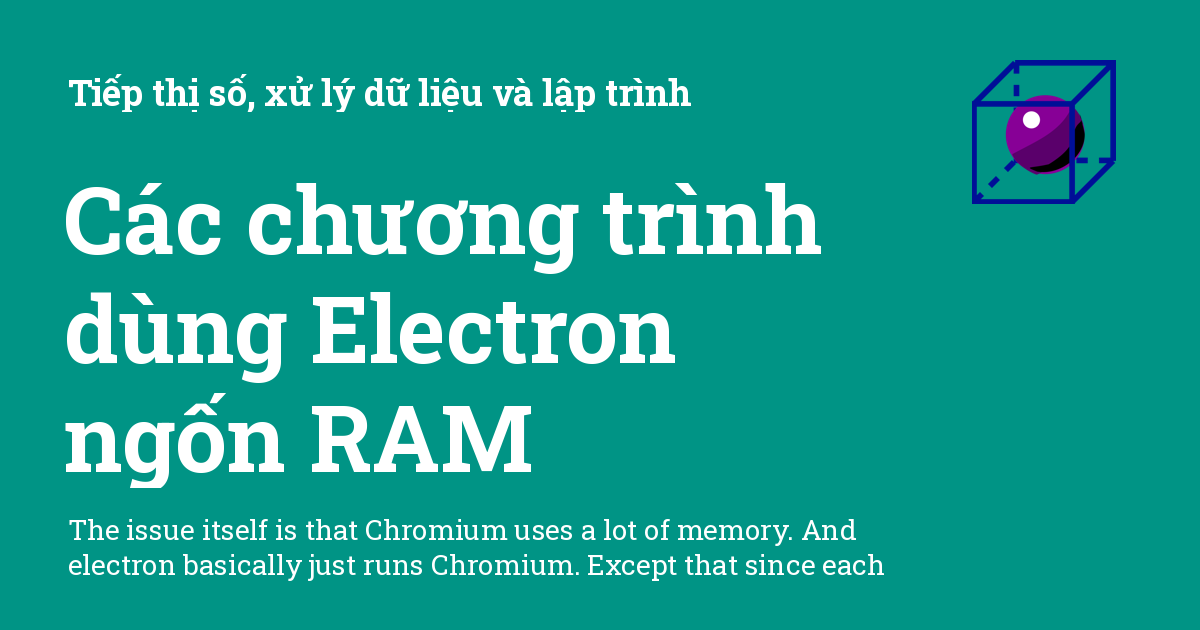 Tiếp thị số, xử lý dữ liệu và lập trình
Các chương trình
dùng Electron
ngốn RAM
The issue itself is that Chromium uses a lot of memory. And
electron basically just runs Chromium. Except that since each